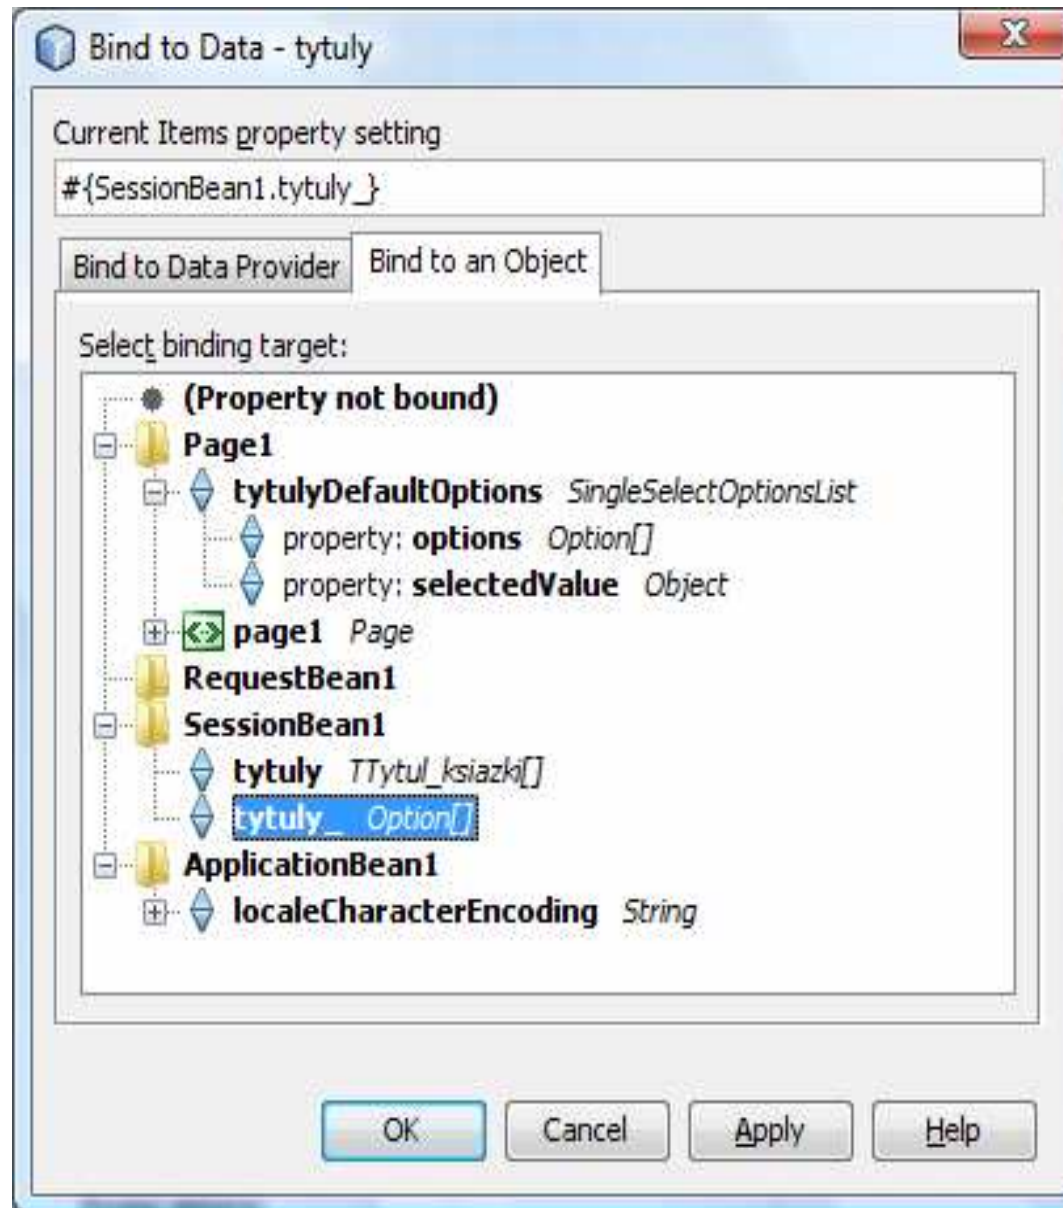 Bind to Data - tytuly
Current Items property setting
#{SessionBean1.tytuly_}
Bind to Data Provider Bind to an Object
Select binding target:
(Property not bound)
Page1
tytulyDefaultOptions SingleSelectOptionsList
property: options Option[]
property: selectedValue Object
page1 Page
RequestBean1
SessionBean1
tytuly TTytul_ksiazki[]
tytuly_ Option[]
ApplicationBean1
localeCharacterEncoding String
OK Cancel Apply Help